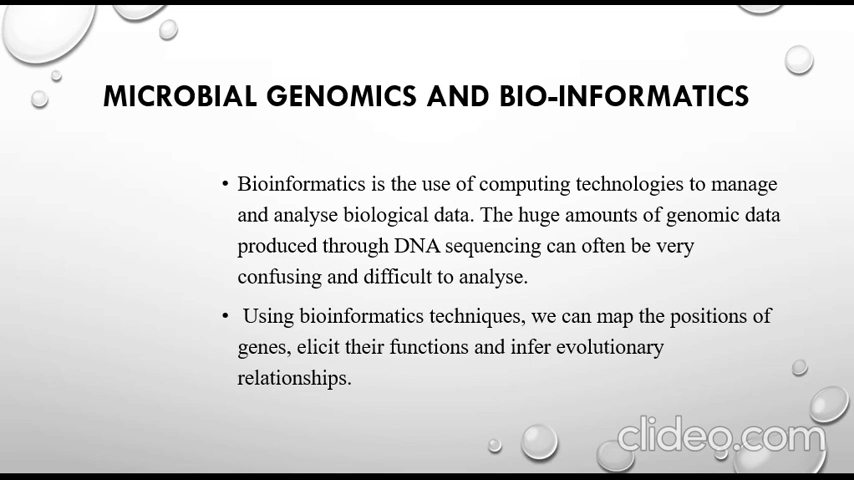 MICROBIAL GENOMICS AND BIO-INFORMATICS
• Bioinformatics is the use of computing technologies to manage
and analyse biological data. The huge amounts of genomic data
produced through DNA sequencing can often be very
confusing and difficult to analyse.
• Using bioinformatics techniques, we can map the positions of
genes, elicit their functions and infer evolutionary
relationships.
clideo.com